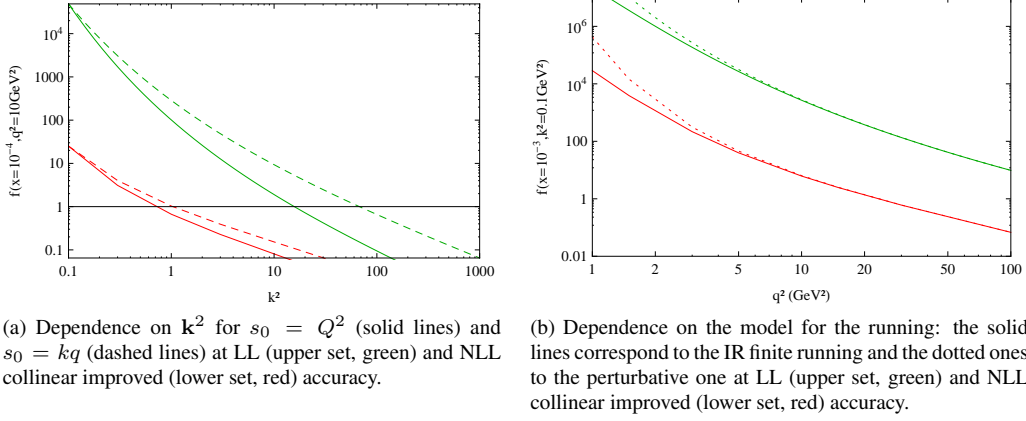 10⁴
1000
100
10
1
0.1
f(x=10⁻⁴,q²=10GeV²)
0.1
1
10
100
1000
k²
10⁶
10⁴
100
1
0.01
f(x=10⁻³,k²=0.1GeV²)
1
2
5
10
20
50
100
q² (GeV²)
(a) Dependence on k² for s₀ = Q² (solid lines) and
s₀ = kq (dashed lines) at LL (upper set, green) and NLL
collinear improved (lower set, red) accuracy.
(b) Dependence on the model for the running: the solid
lines correspond to the IR finite running and the dotted ones
to the perturbative one at LL (upper set, green) and NLL
collinear improved (lower set, red) accuracy.